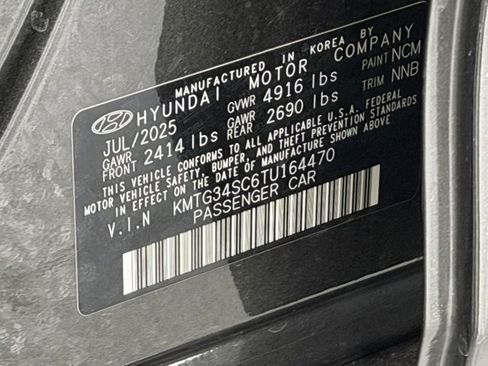 MANUFACTURED IN KOREA BY
HYUNDAI MOTOR COMPANY
JUL/2025 GVWR 4916 lbs PAINT NCM
GAWR FRONT 2414 lbs GAWR REAR 2690 lbs TRIM NNB
THIS VEHICLE CONFORMS TO ALL APPLICABLE U.S.A. FEDERAL
MOTOR VEHICLE SAFETY, BUMPER, AND THEFT PREVENTION STANDARDS
IN EFFECT ON THE DATE OF MANUFACTURE SHOWN ABOVE.
V.I.N KMTG34SC6TU164470
PASSENGER CAR